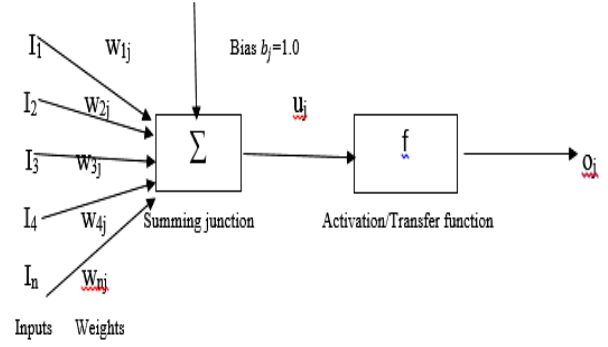 I1 W1j Bias bj=1.0
I2 W2j uj
I3 W3j Σ f oj
I4 W4j Summing junction Activation/Transfer function
In Wnj
Inputs Weights